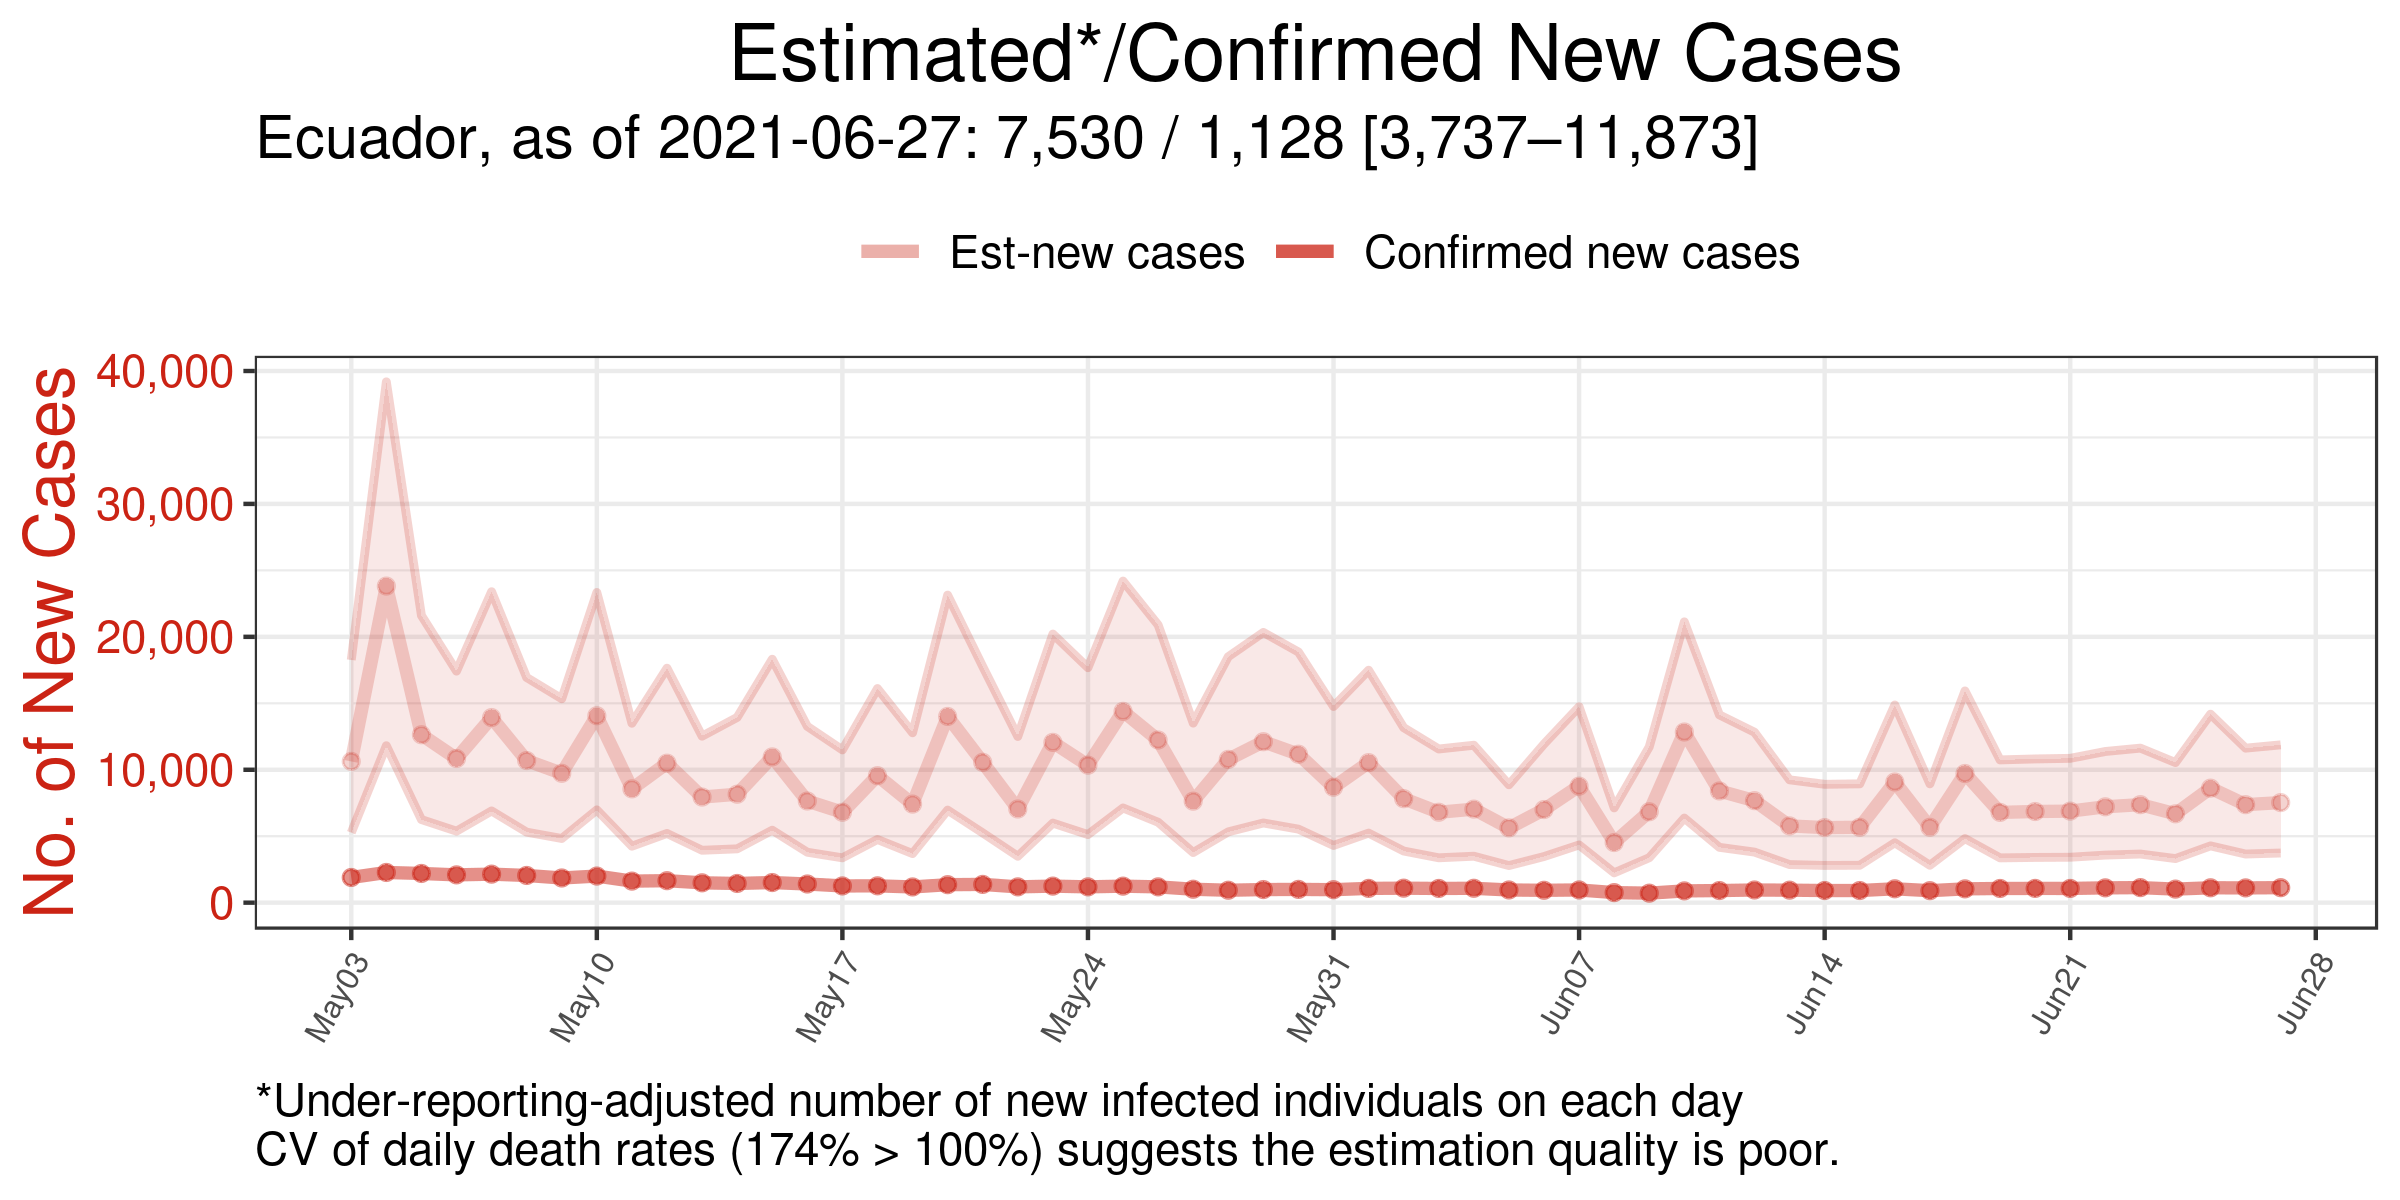 Estimated*/Confirmed New Cases
Ecuador, as of 2021-06-27: 7,530 / 1,128 [3,737–11,873]
Est-new cases Confirmed new cases
No. of New Cases
40,000
30,000
20,000
10,000
0
May03 May10 May17 May24 May31 Jun07 Jun14 Jun21 Jun28
*Under-reporting-adjusted number of new infected individuals on each day
CV of daily death rates (174% > 100%) suggests the estimation quality is poor.